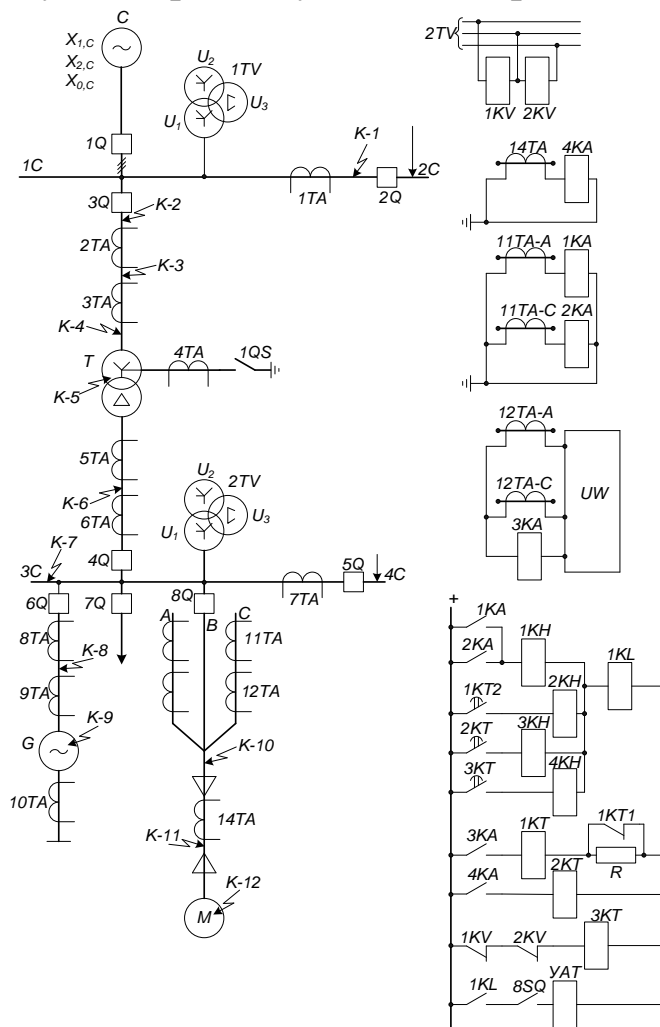 C
X1,C
X2,C
X0,C
U2
1TV
U3
U1
1Q
K-1
1C
2C
1TA
2Q
3Q
K-2
2TA
K-3
3TA
K-4
T
4TA
1QS
K-5
5TA
K-6
6TA
U2
2TV
U3
U1
K-7
4Q
3C
5Q
4C
7TA
6Q
7Q
8Q
A
B
C
8TA
K-8
9TA
11TA
12TA
G
K-9
10TA
K-10
14TA
K-11
K-12
M
2TV
1KV
2KV
14TA
4KA
11TA-A
1KA
11TA-C
2KA
12TA-A
12TA-C
3KA
UW
+
1KA
2KA
1KH
1KL
1KT2
2KH
2KT
3KH
3KT
4KH
3KA
1KT
1KT1
R
4KA
2KT
1KV
2KV
3KT
1KL
8SQ
УАТ